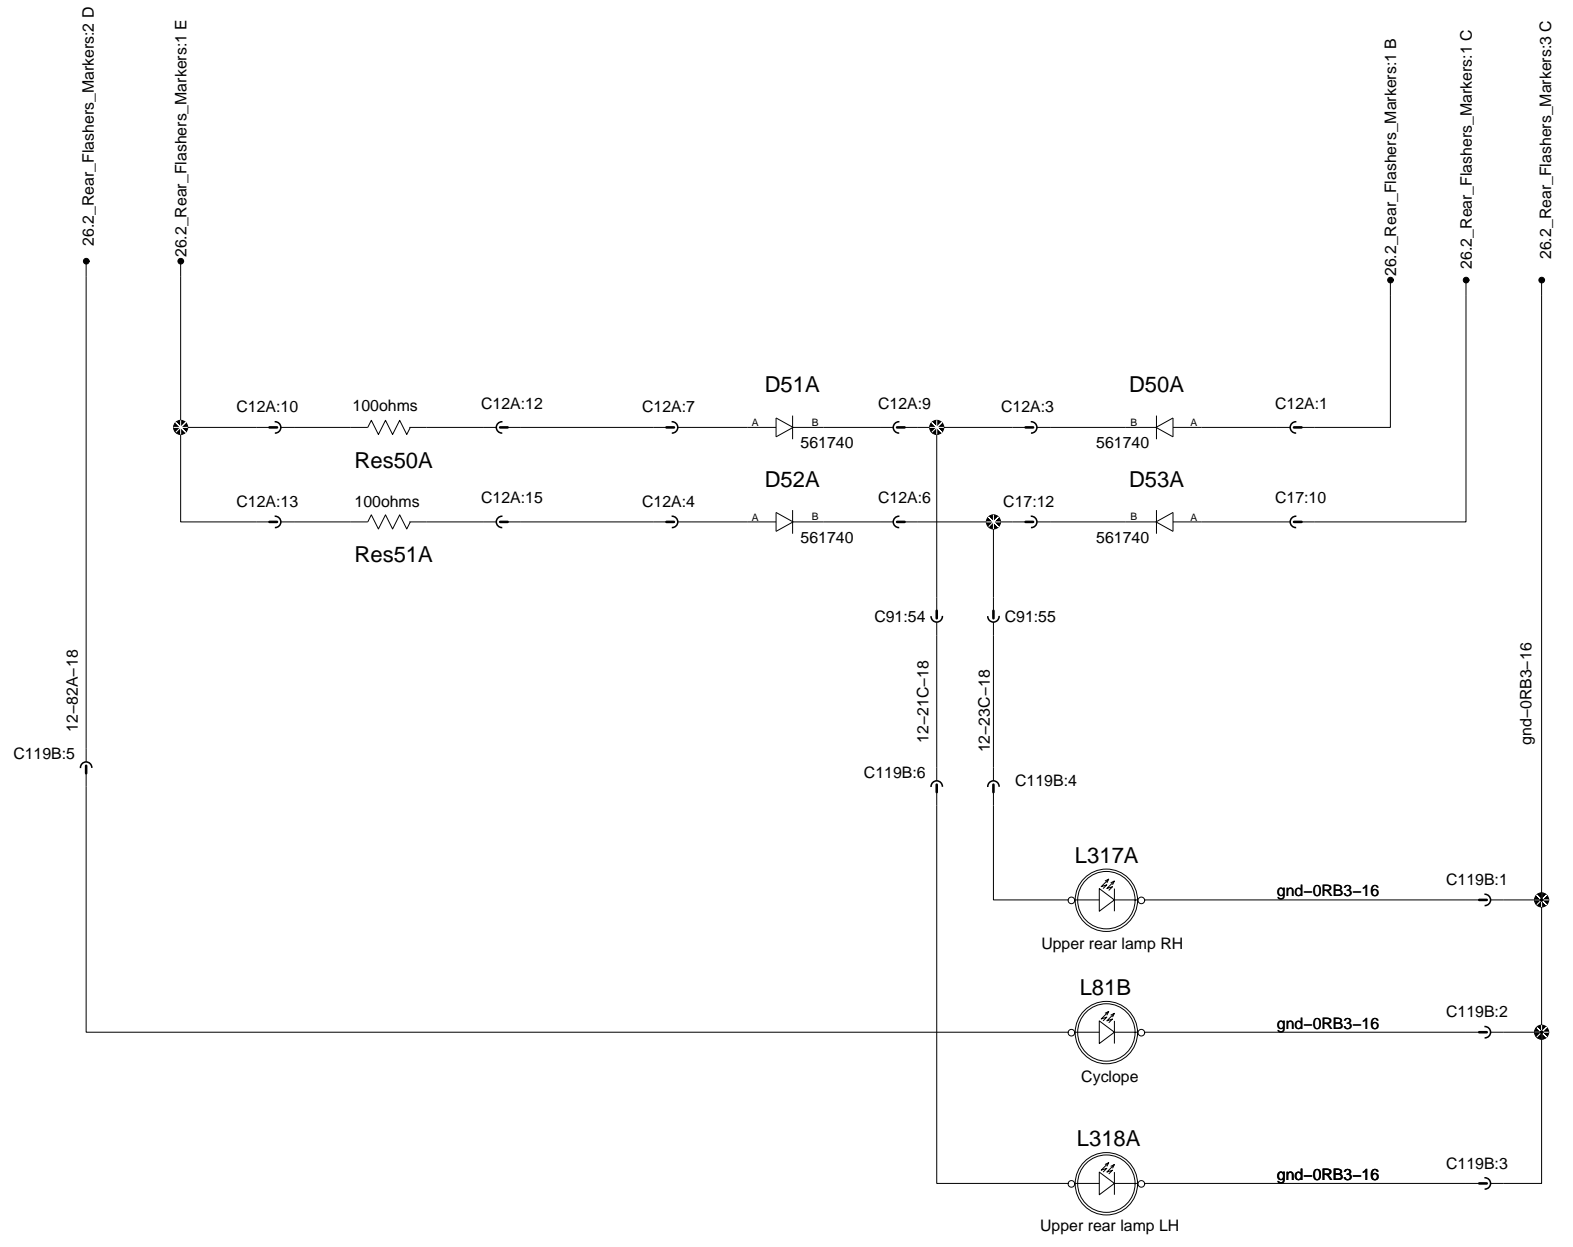 26.2_Rear_Flashers_Markers:2 D
26.2_Rear_Flashers_Markers:1 E
26.2_Rear_Flashers_Markers:1 B
26.2_Rear_Flashers_Markers:1 C
26.2_Rear_Flashers_Markers:3 C
D51A
D50A
C12A:10
100ohms
C12A:12
C12A:7
C12A:9
C12A:3
C12A:1
A
B
B
A
561740
561740
Res50A
D52A
D53A
C12A:13
100ohms
C12A:15
C12A:4
C12A:6
C17:12
C17:10
A
B
B
A
561740
561740
Res51A
C91:54
C91:55
12-82A-18
12-21C-18
12-23C-18
gnd-0RB3-16
C119B:5
C119B:6
C119B:4
L317A
gnd-0RB3-16
C119B:1
Upper rear lamp RH
L81B
gnd-0RB3-16
C119B:2
Cyclope
L318A
gnd-0RB3-16
C119B:3
Upper rear lamp LH